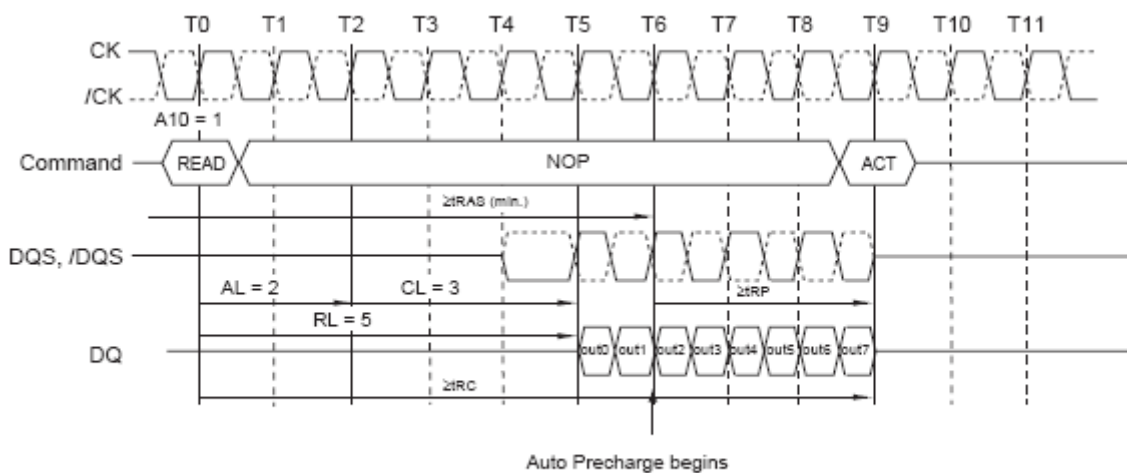 T0 T1 T2 T3 T4 T5 T6 T7 T8 T9 T10 T11
CK
/CK
A10 = 1
Command READ NOP ACT
≥tRAS (min.)
DQS, /DQS
AL = 2 CL = 3 ≥tRP
RL = 5
DQ out0 out1 out2 out3 out4 out5 out6 out7
≥tRC
Auto Precharge begins